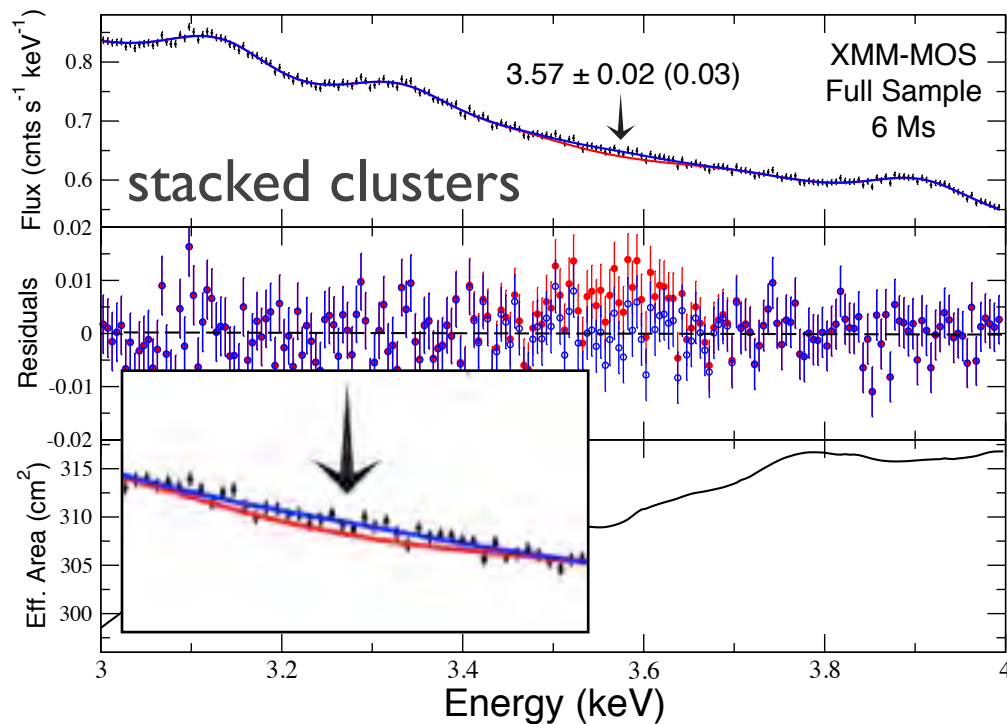 XMM-MOS
Full Sample
6 Ms
3.57 ± 0.02 (0.03)
stacked clusters
Flux (cnts s⁻¹ keV⁻¹)
0.8
0.7
0.6
Residuals
0.02
0.01
0
-0.01
-0.02
Eff. Area (cm²)
315
310
305
300
3 3.2 3.4 3.6 3.8 4
Energy (keV)